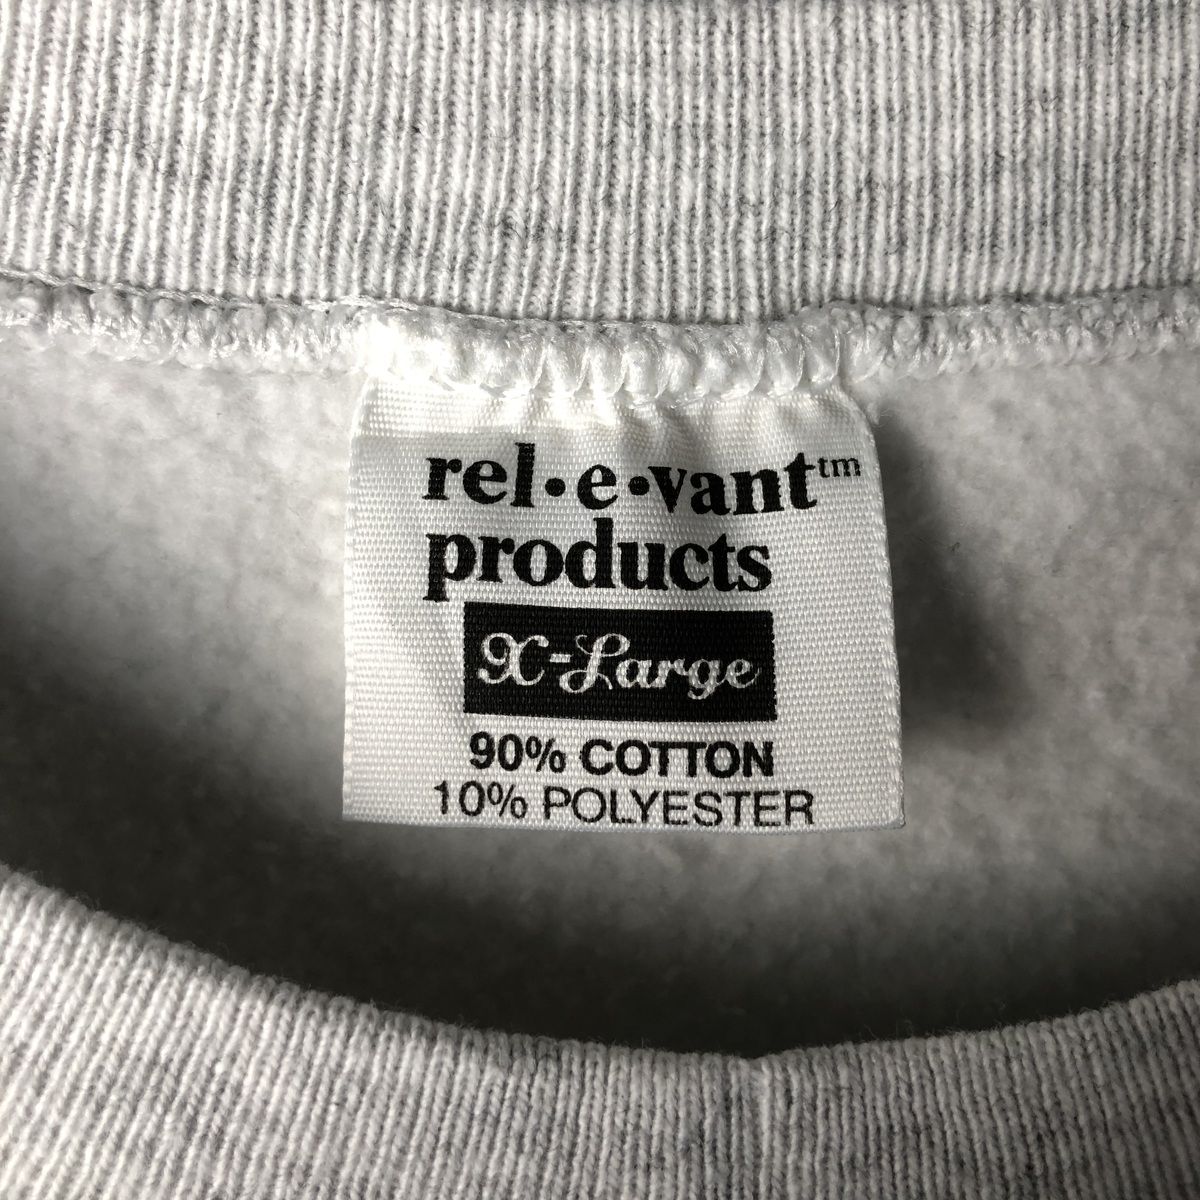 rel•e•vant™
products
X-Large
90% COTTON
10% POLYESTER